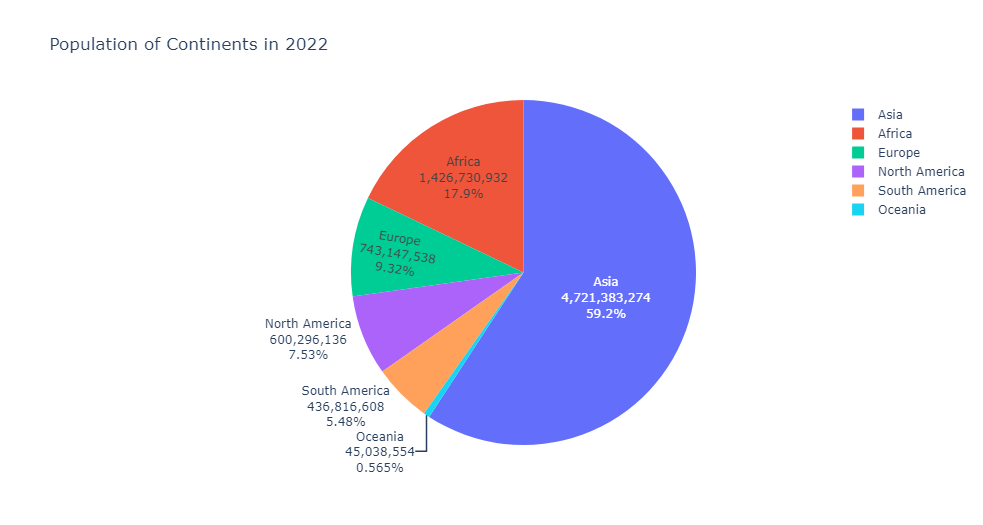 Population of Continents in 2022
Africa
1,426,730,932
17.9%
Europe
743,147,538
9.32%
Asia
4,721,383,274
59.2%
North America
600,296,136
7.53%
South America
436,816,608
5.48%
Oceania
45,038,554
0.565%
Asia
Africa
Europe
North America
South America
Oceania